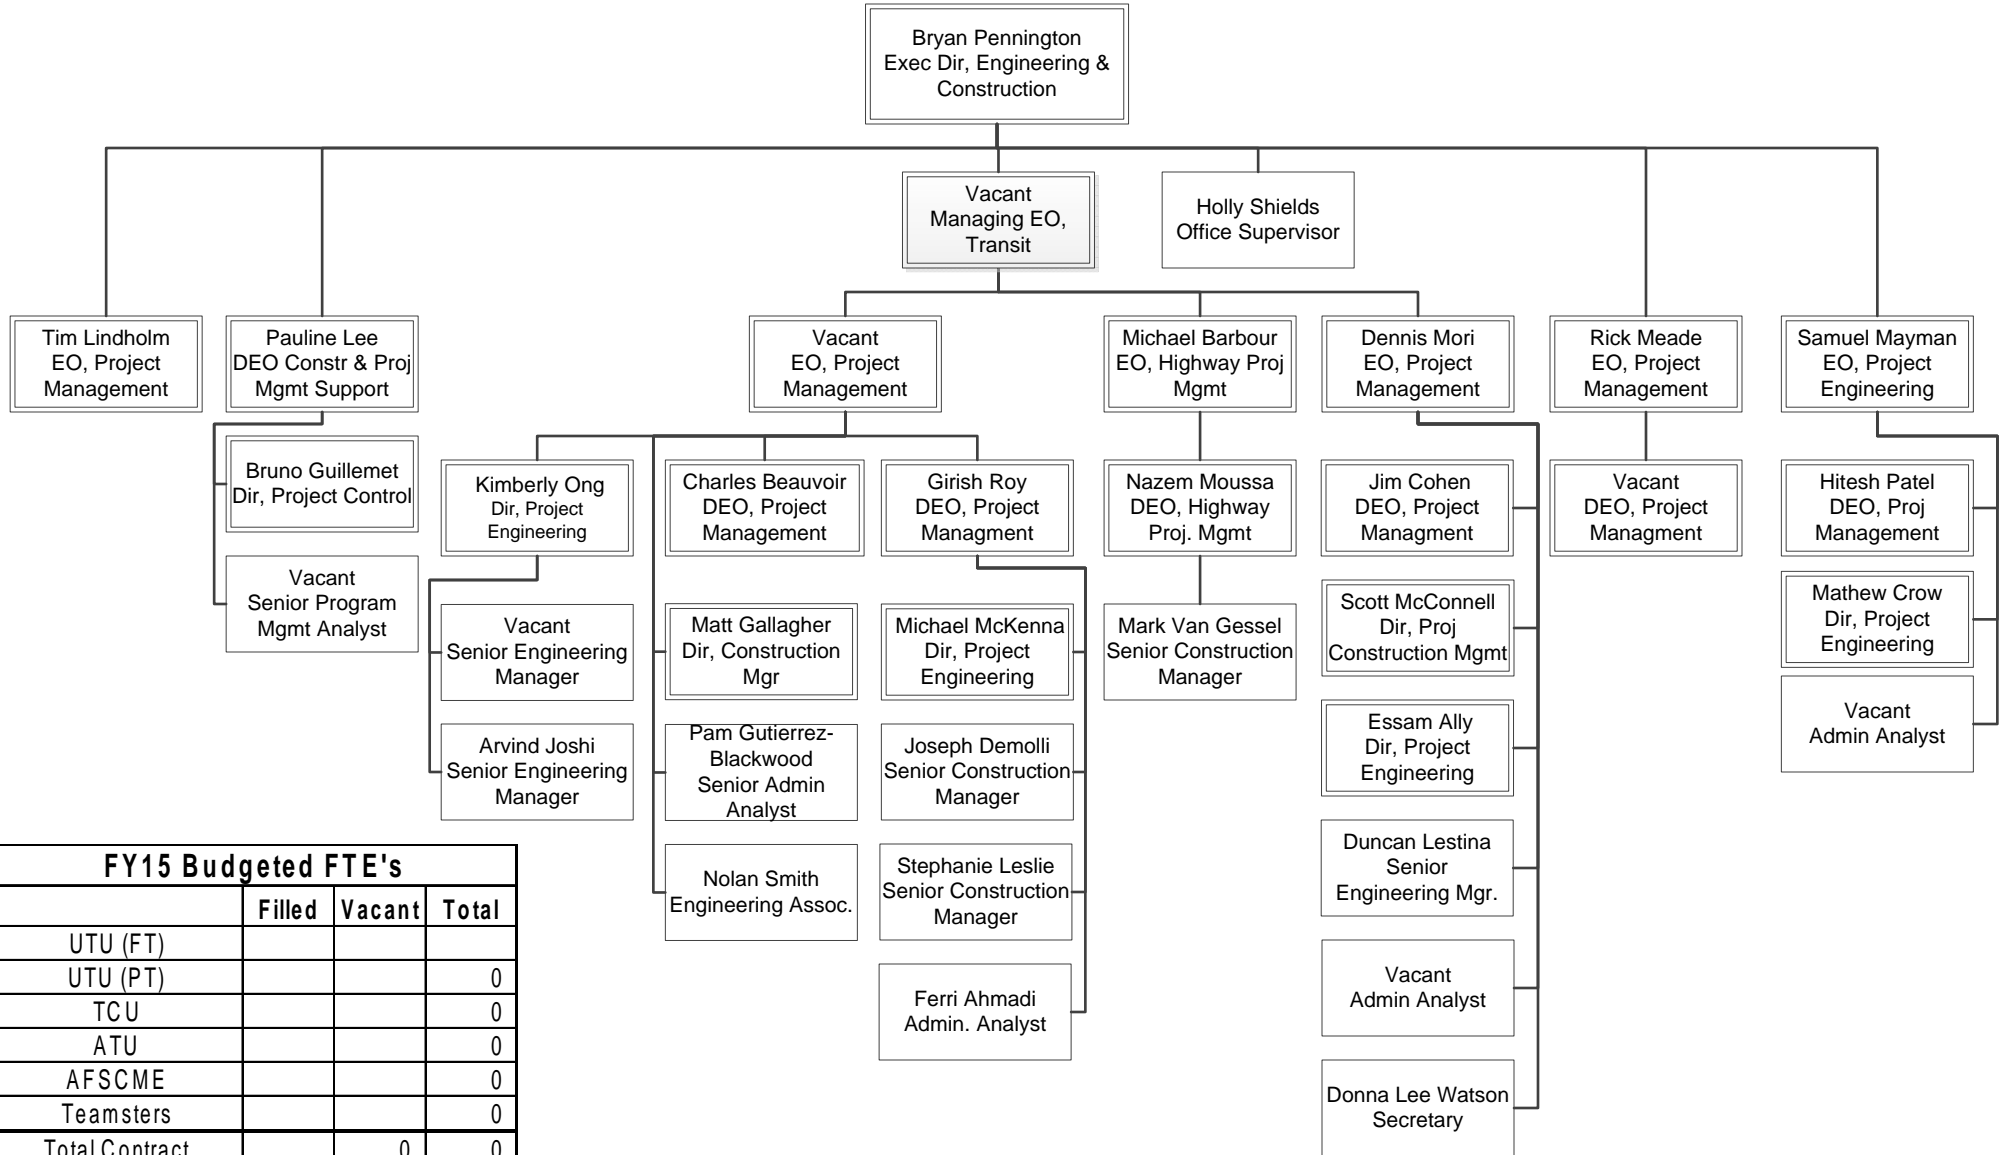 Bryan Pennington
Exec Dir, Engineering &
Construction
Vacant
Managing EO,
Transit
Holly Shields
Office Supervisor
Tim Lindholm
EO, Project
Management
Pauline Lee
DEO Constr & Proj
Mgmt Support
Vacant
EO, Project
Management
Michael Barbour
EO, Highway Proj
Mgmt
Dennis Mori
EO, Project
Management
Rick Meade
EO, Project
Management
Samuel Mayman
EO, Project
Engineering
Bruno Guillemet
Dir, Project Control
Vacant
Senior Program
Mgmt Analyst
Kimberly Ong
Dir, Project
Engineering
Vacant
Senior Engineering
Manager
Arvind Joshi
Senior Engineering
Manager
Charles Beauvoir
DEO, Project
Management
Matt Gallagher
Dir, Construction
Mgr
Pam Gutierrez-
Blackwood
Senior Admin
Analyst
Nolan Smith
Engineering Assoc.
Girish Roy
DEO, Project
Managment
Michael McKenna
Dir, Project
Engineering
Joseph Demolli
Senior Construction
Manager
Stephanie Leslie
Senior Construction
Manager
Ferri Ahmadi
Admin. Analyst
Nazem Moussa
DEO, Highway
Proj. Mgmt
Mark Van Gessel
Senior Construction
Manager
Jim Cohen
DEO, Project
Managment
Scott McConnell
Dir, Proj
Construction Mgmt
Essam Ally
Dir, Project
Engineering
Duncan Lestina
Senior
Engineering Mgr.
Vacant
Admin Analyst
Donna Lee Watson
Secretary
Vacant
DEO, Project
Managment
Hitesh Patel
DEO, Proj
Management
Mathew Crow
Dir, Project
Engineering
Vacant
Admin Analyst
FY15 Budgeted FTE's
Filled Vacant Total
UTU (FT)
UTU (PT) 0
TCU 0
ATU 0
AFSCME 0
Teamsters 0
Total Contract 0 0